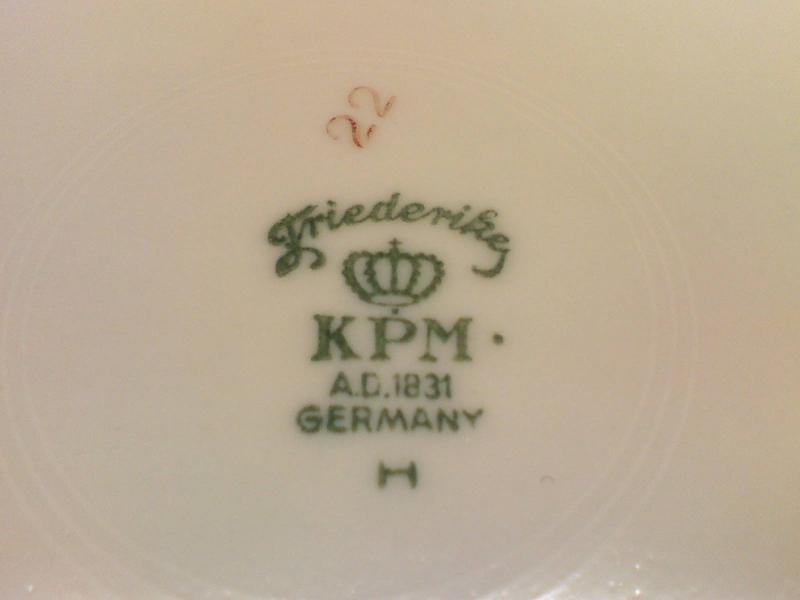 22
Friederike
KPM
A.D.1831
GERMANY
H